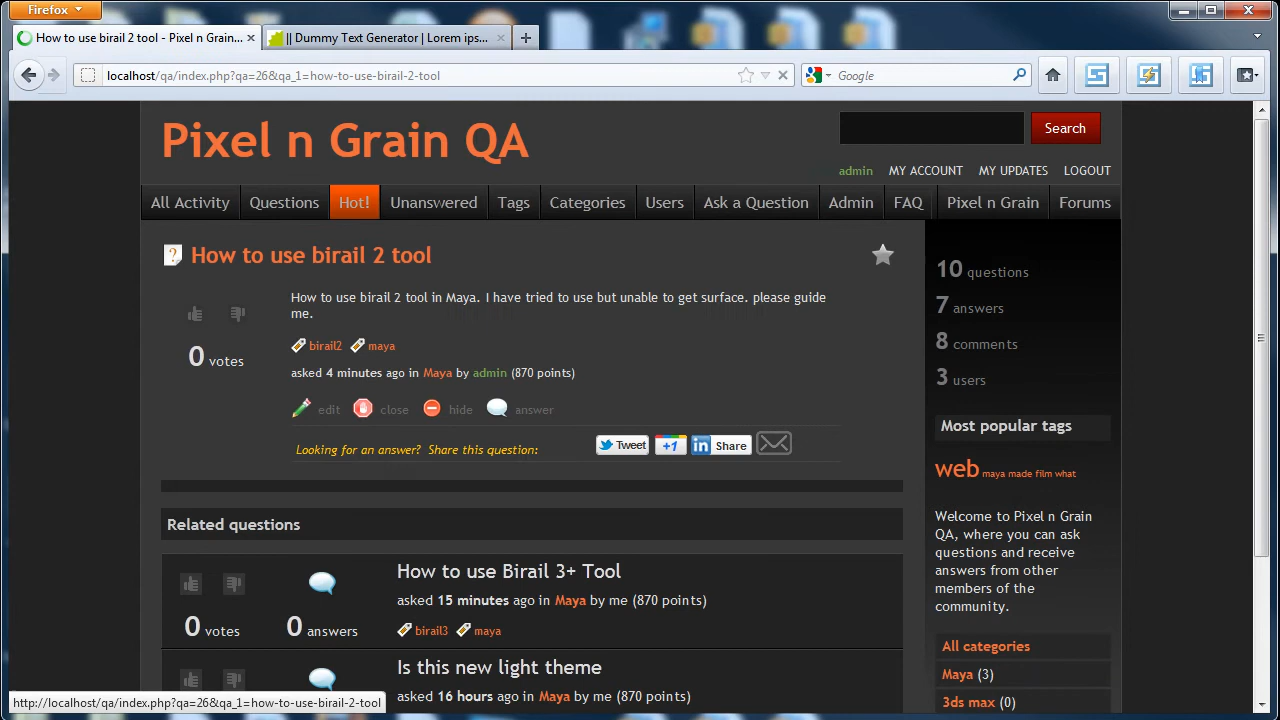 Firefox
How to use birail 2 tool - Pixel n Grain...
|| Dummy Text Generator | Lorem ips...
localhost/qa/index.php?qa=26&qa_1=how-to-use-birail-2-tool
Google
Pixel n Grain QA
Search
admin MY ACCOUNT MY UPDATES LOGOUT
All Activity Questions Hot! Unanswered Tags Categories Users Ask a Question Admin FAQ Pixel n Grain Forums
How to use birail 2 tool
How to use birail 2 tool in Maya. I have tried to use but unable to get surface. please guide
me.
0 votes
birail2 maya
asked 4 minutes ago in Maya by admin (870 points)
edit close hide answer
Looking for an answer? Share this question:
Tweet +1 in Share
Related questions
How to use Birail 3+ Tool
asked 15 minutes ago in Maya by me (870 points)
0 votes 0 answers
birail3 maya
Is this new light theme
asked 16 hours ago in Maya by me (870 points)
10 questions
7 answers
8 comments
3 users
Most popular tags
web maya made film what
Welcome to Pixel n Grain
QA, where you can ask
questions and receive
answers from other
members of the
community.
All categories
Maya (3)
3ds max (0)
http://localhost/qa/index.php?qa=26&qa_1=how-to-use-birail-2-tool